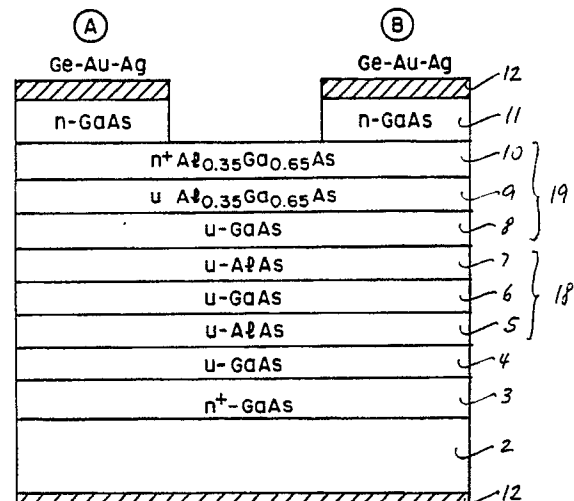 A B
Ge-Au-Ag Ge-Au-Ag 12
n-GaAs n-GaAs 11
n+ Aℓ0.35Ga0.65As 10
u Aℓ0.35Ga0.65As 9 19
u-GaAs 8
u-AℓAs 7
u-GaAs 6 18
u-AℓAs 5
u-GaAs 4
n+-GaAs 3
2
12